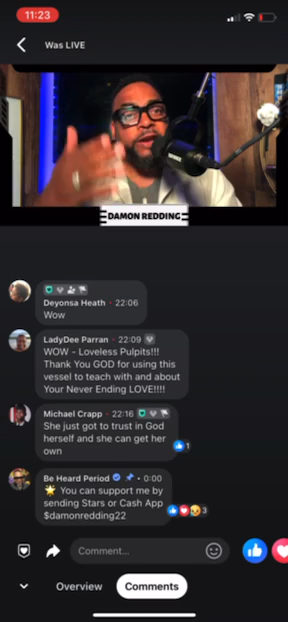 11:23
Was LIVE
DAMON REDDING
Deyonsa Heath · 22:06
Wow
LadyDee Parran · 22:09
WOW - Loveless Pulpits!!!
Thank You GOD for using this
vessel to teach with and about
Your Never Ending LOVE!!!!
Michael Crapp · 22:16
She just got to trust in God
herself and she can get her
own
1
Be Heard Period · 0:00
🌟 You can support me by
sending Stars or Cash App
$damonredding22
3
Comment...
Overview
Comments